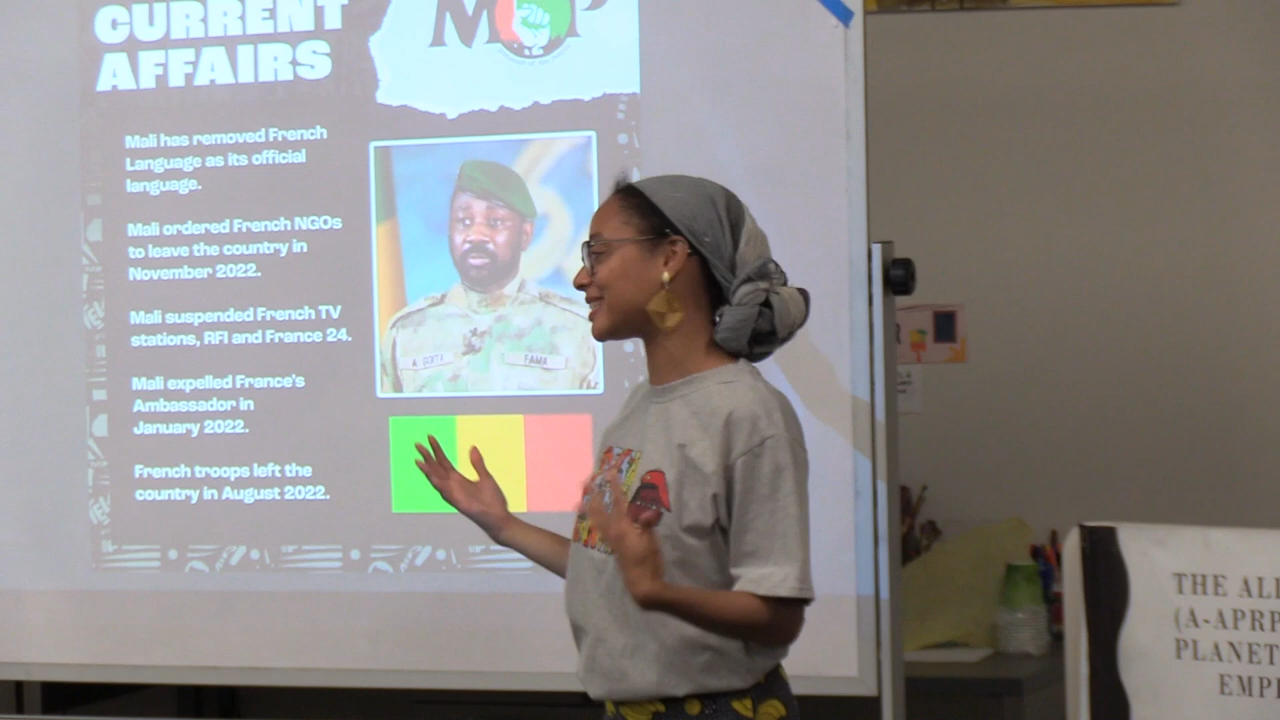 CURRENT
AFFAIRS
Mali has removed French
Language as its official
language.
Mali ordered French NGOs
to leave the country in
November 2022.
Mali suspended French TV
stations, RFI and France 24.
Mali expelled France's
Ambassador in
January 2022.
French troops left the
country in August 2022.
A. GOITA
FAMA
THE ALL
(A-APRP
PLANET
EMPI